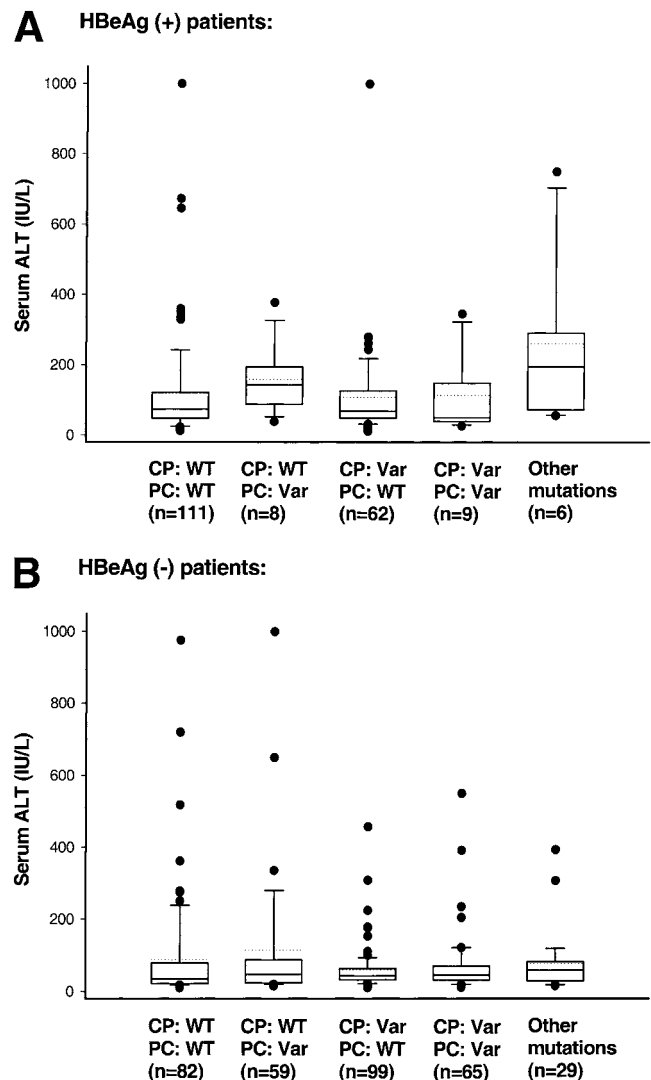 A HBeAg (+) patients:
1000
800
600
400
200
0
Serum ALT (IU/L)
CP: WT CP: WT CP: Var CP: Var Other
PC: WT PC: Var PC: WT PC: Var mutations
(n=111) (n=8) (n=62) (n=9) (n=6)
B HBeAg (-) patients:
1000
800
600
400
200
0
Serum ALT (IU/L)
CP: WT CP: WT CP: Var CP: Var Other
PC: WT PC: Var PC: WT PC: Var mutations
(n=82) (n=59) (n=99) (n=65) (n=29)